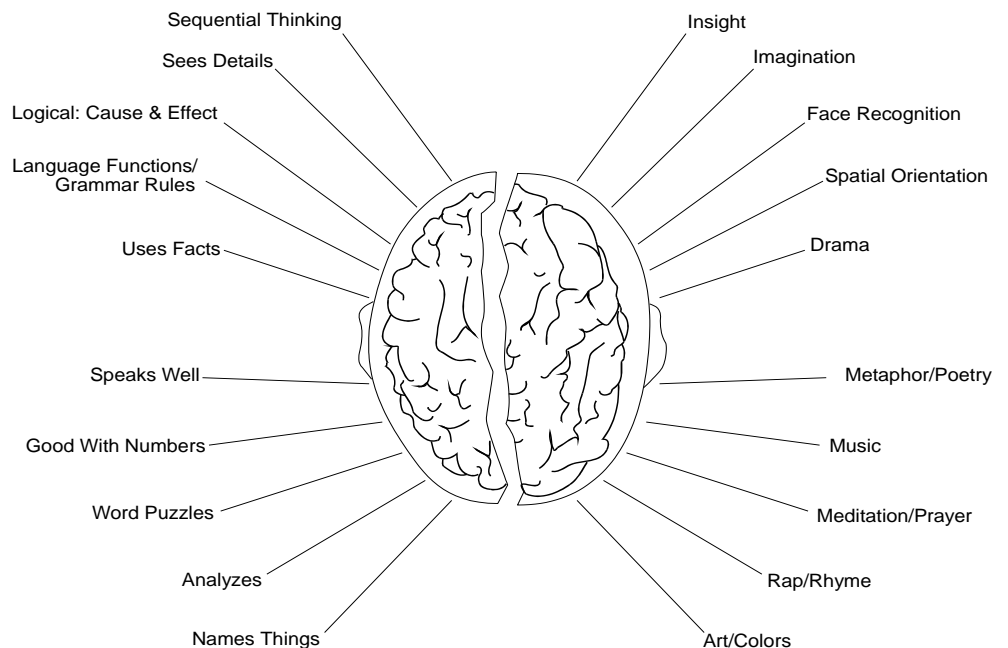 Sequential Thinking
Sees Details
Logical: Cause & Effect
Language Functions/
Grammar Rules
Uses Facts
Speaks Well
Good With Numbers
Word Puzzles
Analyzes
Names Things
Insight
Imagination
Face Recognition
Spatial Orientation
Drama
Metaphor/Poetry
Music
Meditation/Prayer
Rap/Rhyme
Art/Colors